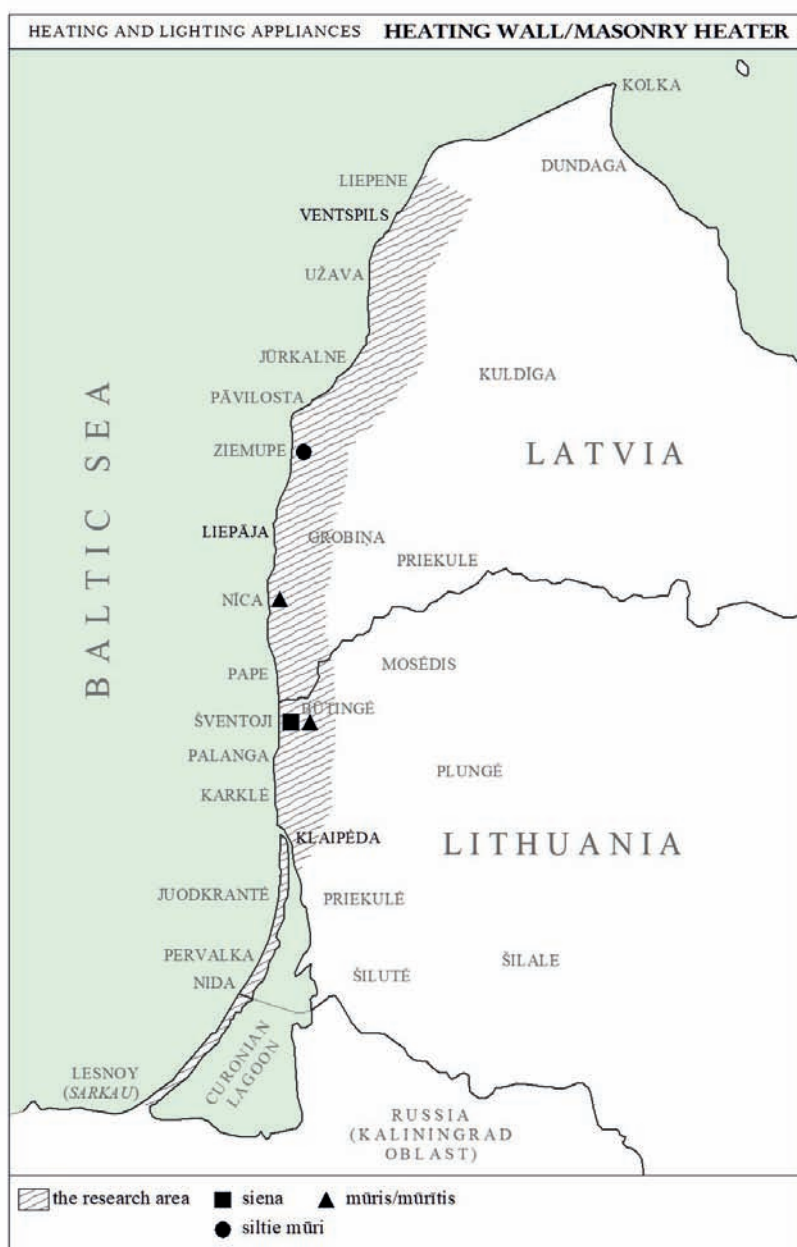 HEATING AND LIGHTING APPLIANCES HEATING WALL/MASONRY HEATER
KOLKA
DUNDAGA
LIEPENE
VENTSPILS
UŽAVA
JŪRKALNE
KULDĪGA
PĀVILOSTA
ZIEMUPE
LATVIA
BALTIC SEA
LIEPĀJA
GROBIŅA
PRIEKULE
NĪCA
MOSĖDIS
PAPE
BŪTINGĖ
ŠVENTOJI
PALANGA
PLUNGĖ
KARKLĖ
KLAIPĖDA
LITHUANIA
JUODKRANTĖ
PRIEKULĖ
PERVALKA
ŠILALE
NIDA
ŠILUTĖ
CURONIAN
LAGOON
LESNOY
(SARKAU)
RUSSIA
(KALININGRAD
OBLAST)
the research area siena mūris/mūrītis
siltie mūri